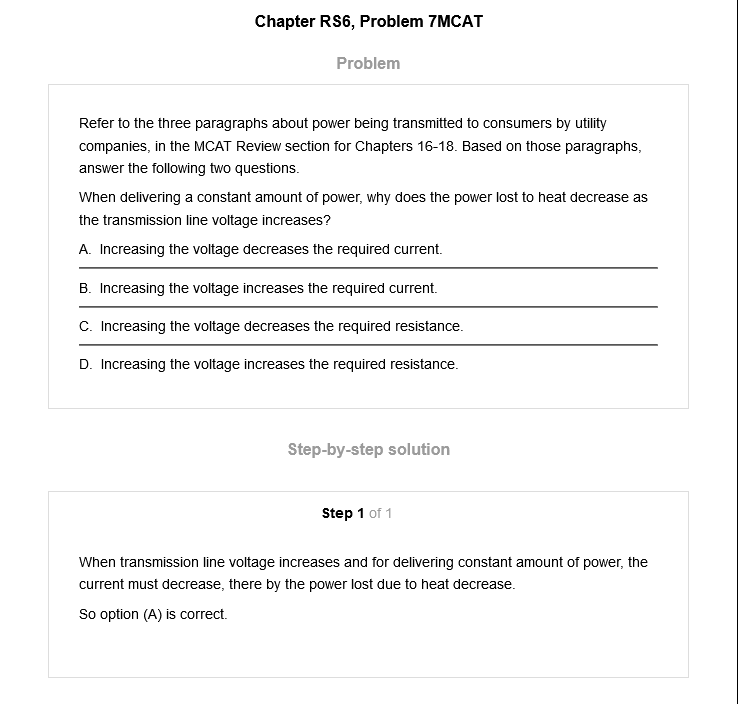 Chapter RS6, Problem 7MCAT
Problem
Refer to the three paragraphs about power being transmitted to consumers by utility
companies, in the MCAT Review section for Chapters 16-18. Based on those paragraphs,
answer the following two questions.
When delivering a constant amount of power, why does the power lost to heat decrease as
the transmission line voltage increases?
A. Increasing the voltage decreases the required current.
B. Increasing the voltage increases the required current.
C. Increasing the voltage decreases the required resistance.
D. Increasing the voltage increases the required resistance.
Step-by-step solution
Step 1 of 1
When transmission line voltage increases and for delivering constant amount of power, the
current must decrease, there by the power lost due to heat decrease.
So option (A) is correct.